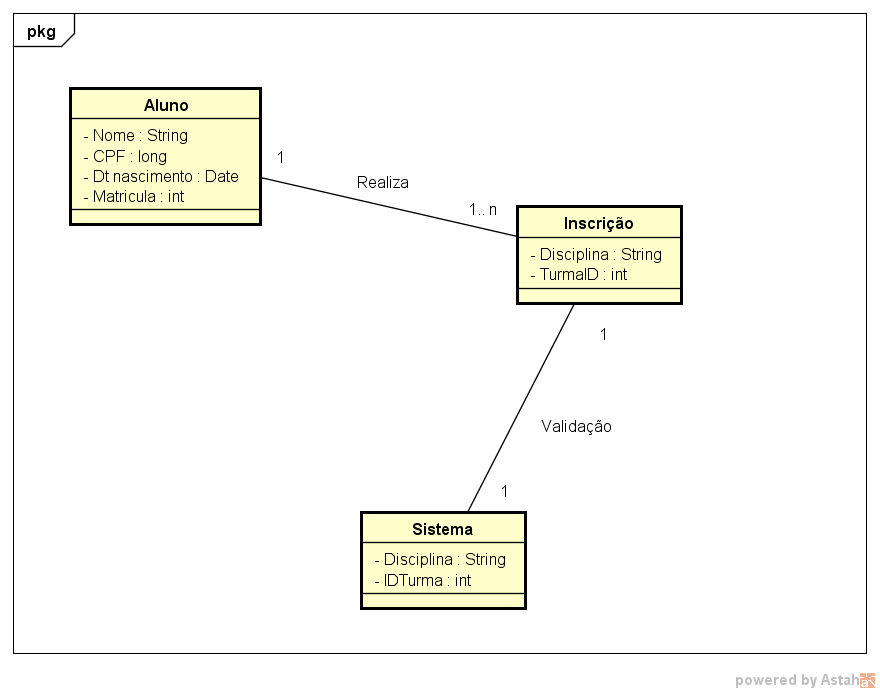 pkg
Aluno
- Nome : String
- CPF : long
- Dt nascimento : Date
- Matricula : int
1
Realiza
1.. n
Inscrição
- Disciplina : String
- TurmaID : int
1
Validação
1
Sistema
- Disciplina : String
- IDTurma : int
powered by Astah